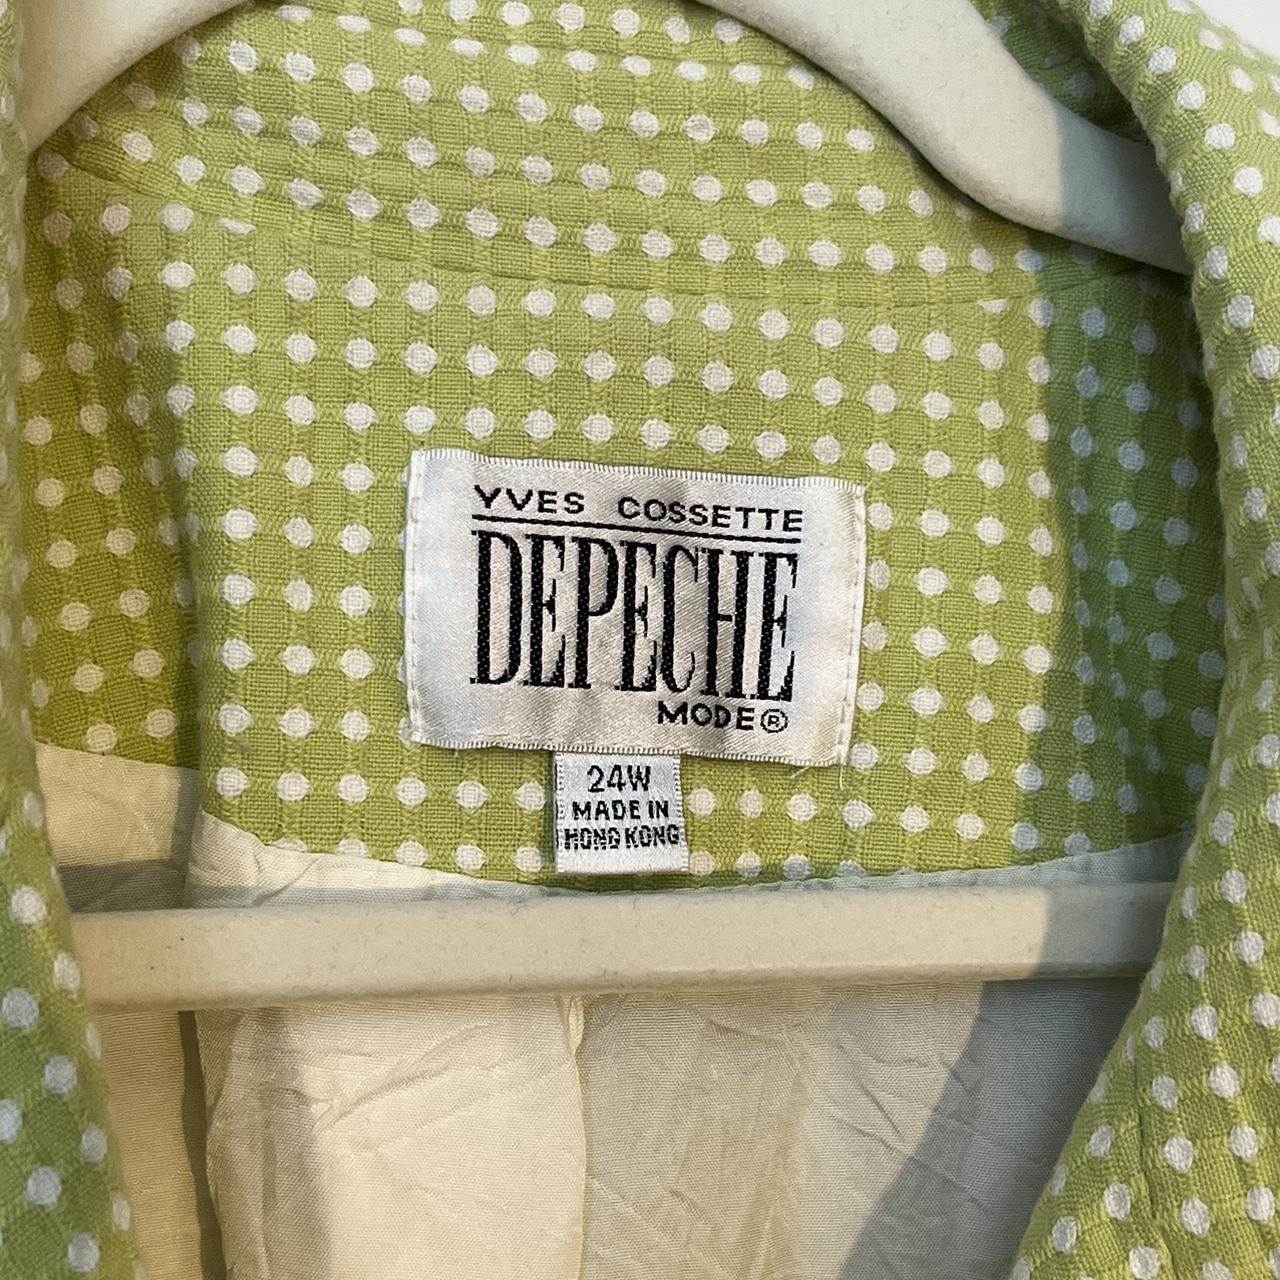 YVES COSSETTE
DEPECHE
MODE®
24W
MADE IN
HONG KONG